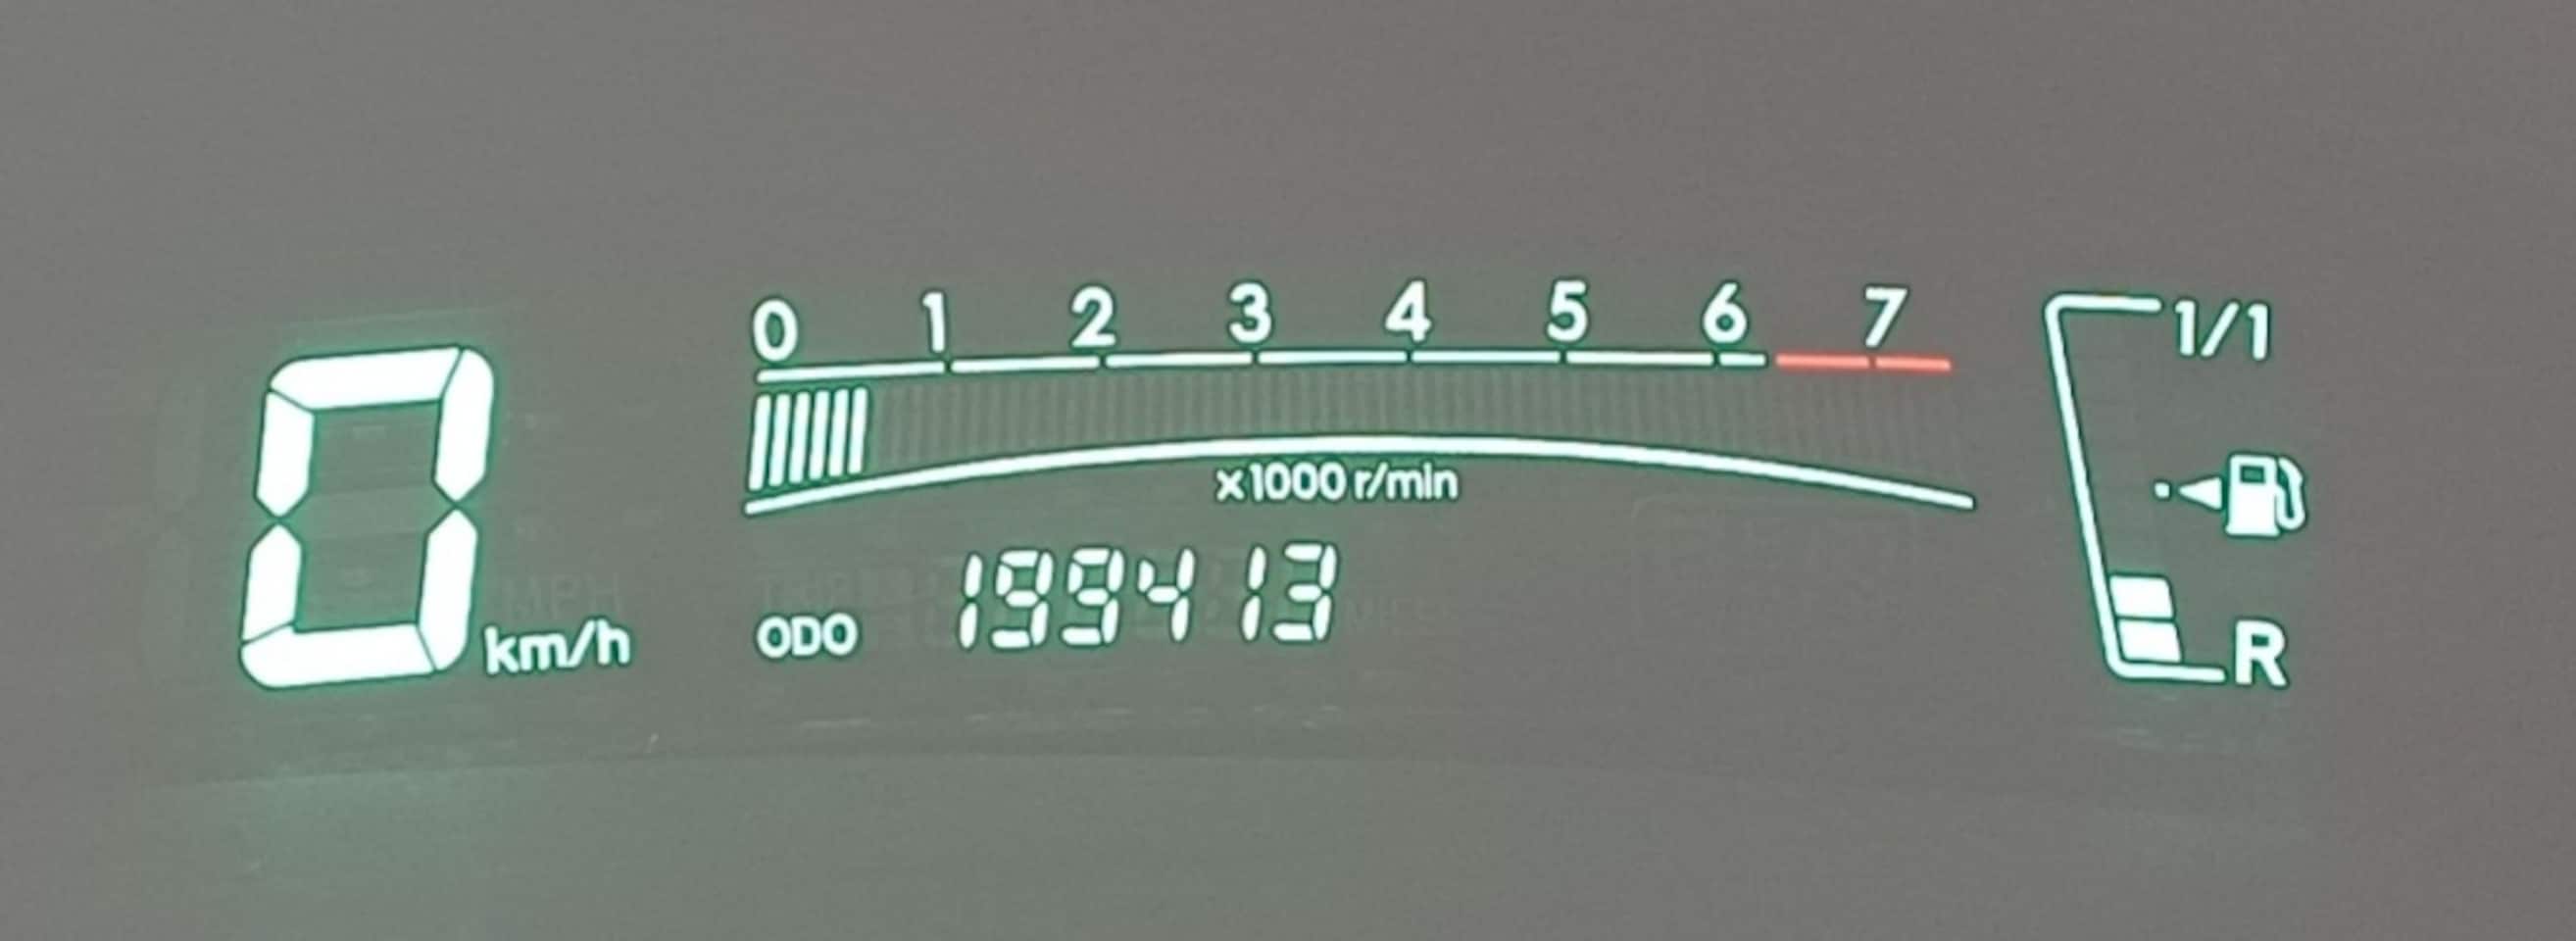 0 1 2 3 4 5 6 7
1/1
x1000 r/min
0 km/h
ODO 199413
R